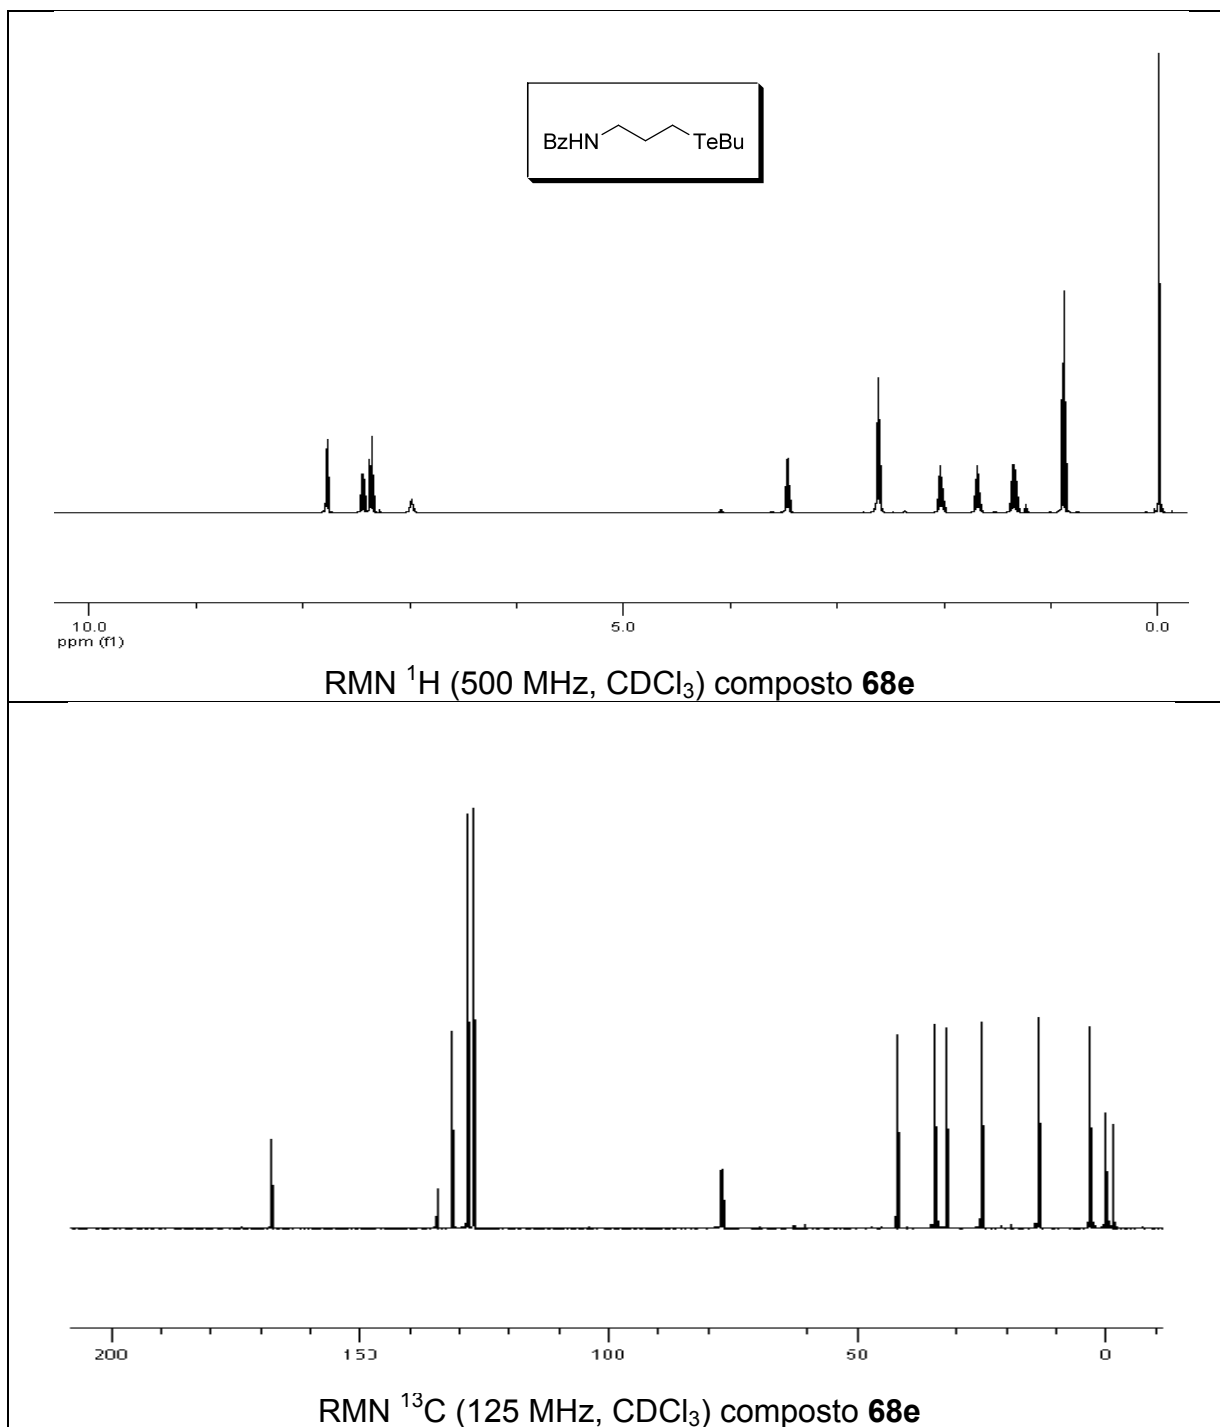 BzHN TeBu
10.0 5.0 0.0
ppm (f1)
RMN ¹H (500 MHz, CDCl₃) composto 68e
200 150 100 50 0
RMN ¹³C (125 MHz, CDCl₃) composto 68e